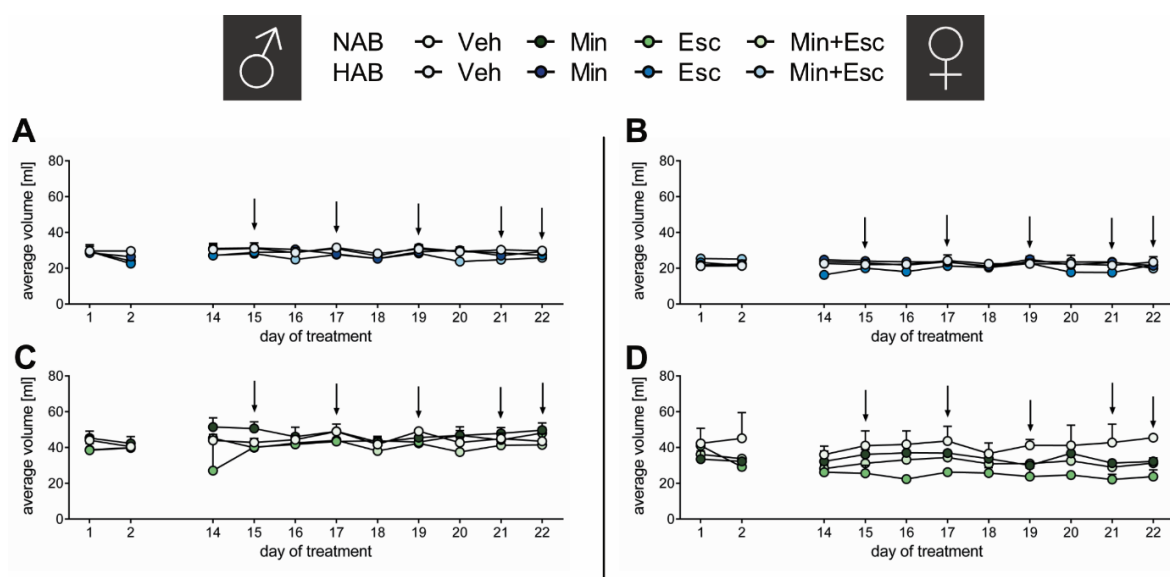 NAB Veh Min Esc Min+Esc
HAB Veh Min Esc Min+Esc
A
average volume [ml]
80
60
40
20
0
1 2 14 15 16 17 18 19 20 21 22
day of treatment
B
average volume [ml]
80
60
40
20
0
1 2 14 15 16 17 18 19 20 21 22
day of treatment
C
average volume [ml]
80
60
40
20
0
1 2 14 15 16 17 18 19 20 21 22
day of treatment
D
average volume [ml]
80
60
40
20
0
1 2 14 15 16 17 18 19 20 21 22
day of treatment